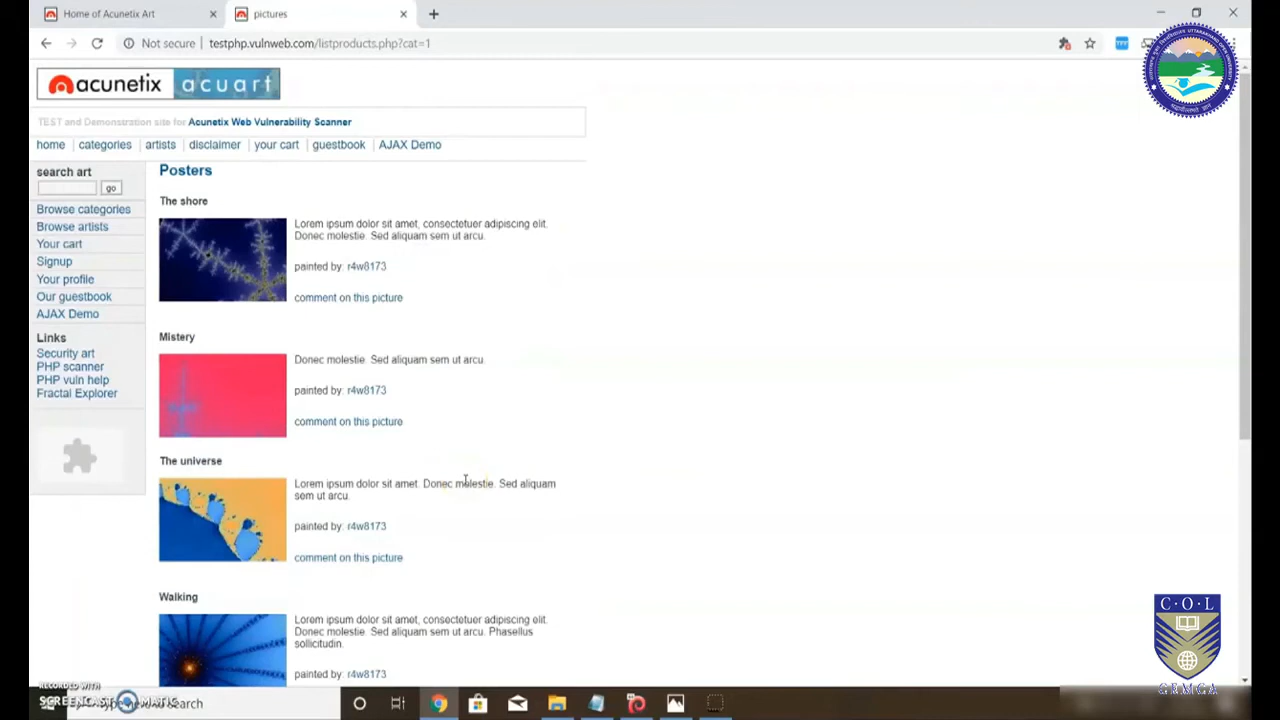 Home of Acunetix Art
pictures
Not secure
testphp.vulnweb.com/listproducts.php?cat=1
acunetix acuart
TEST and Demonstration site for Acunetix Web Vulnerability Scanner
home categories artists disclaimer your cart guestbook AJAX Demo
search art
go
Browse categories
Browse artists
Your cart
Signup
Your profile
Our guestbook
AJAX Demo
Links
Security art
PHP scanner
PHP vuln help
Fractal Explorer
Posters
The shore
Lorem ipsum dolor sit amet, consectetuer adipiscing elit.
Donec molestie. Sed aliquam sem ut arcu.
painted by: r4w8173
comment on this picture
Mistery
Donec molestie. Sed aliquam sem ut arcu.
painted by: r4w8173
comment on this picture
The universe
Lorem ipsum dolor sit amet. Donec molestie. Sed aliquam
sem ut arcu.
painted by: r4w8173
comment on this picture
Walking
Lorem ipsum dolor sit amet, consectetuer adipiscing elit.
Donec molestie. Sed aliquam sem ut arcu. Phasellus
sollicitudin.
painted by: r4w8173
C·O·L
RECORDED WITH
SCREENCAST MATIC
Search